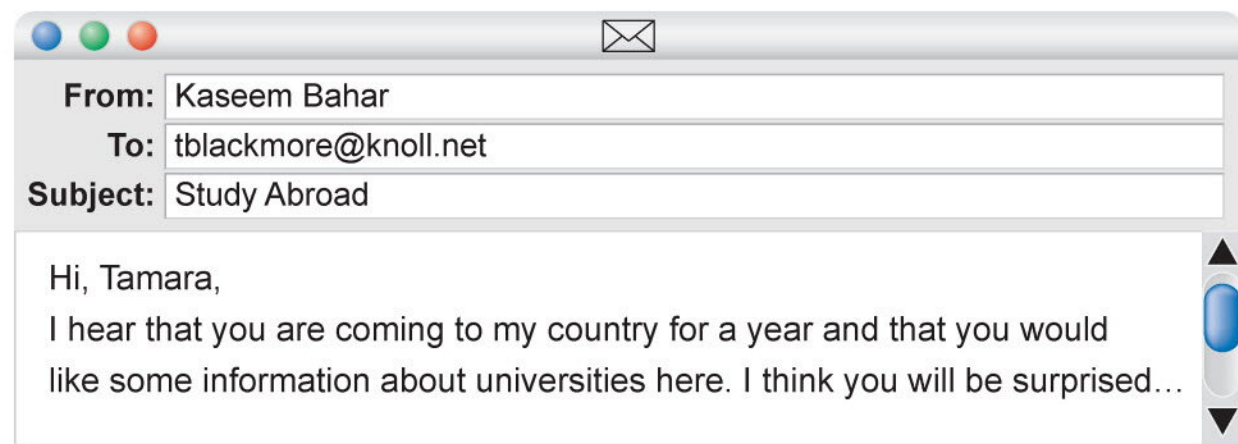 From: Kaseem Bahar
To: tblackmore@knoll.net
Subject: Study Abroad
Hi, Tamara,
I hear that you are coming to my country for a year and that you would
like some information about universities here. I think you will be surprised…